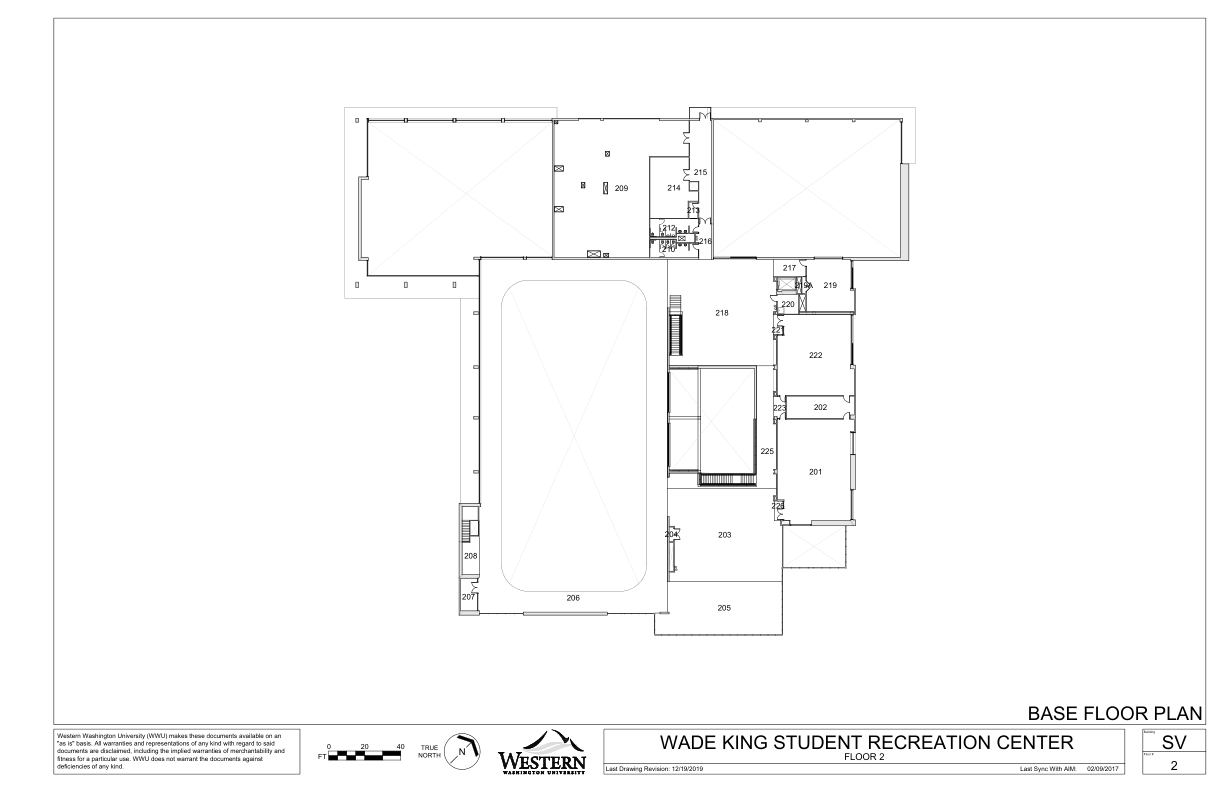 209
214
215
213
212
210
216
217
219A
219
220
218
221
222
223
202
225
201
226
204
203
208
207
206
205
BASE FLOOR PLAN
Western Washington University (WWU) makes these documents available on an
"as is" basis. All warranties and representations of any kind with regard to said
documents are disclaimed, including the implied warranties of merchantability and
fitness for a particular use. WWU does not warrant the documents against
deficiencies of any kind.
0 20 40
FT
TRUE
NORTH
N
WESTERN
WASHINGTON UNIVERSITY
WADE KING STUDENT RECREATION CENTER
FLOOR 2
Last Drawing Revision: 12/19/2019
Last Sync With AIM: 02/09/2017
Building
SV
Floor #
2